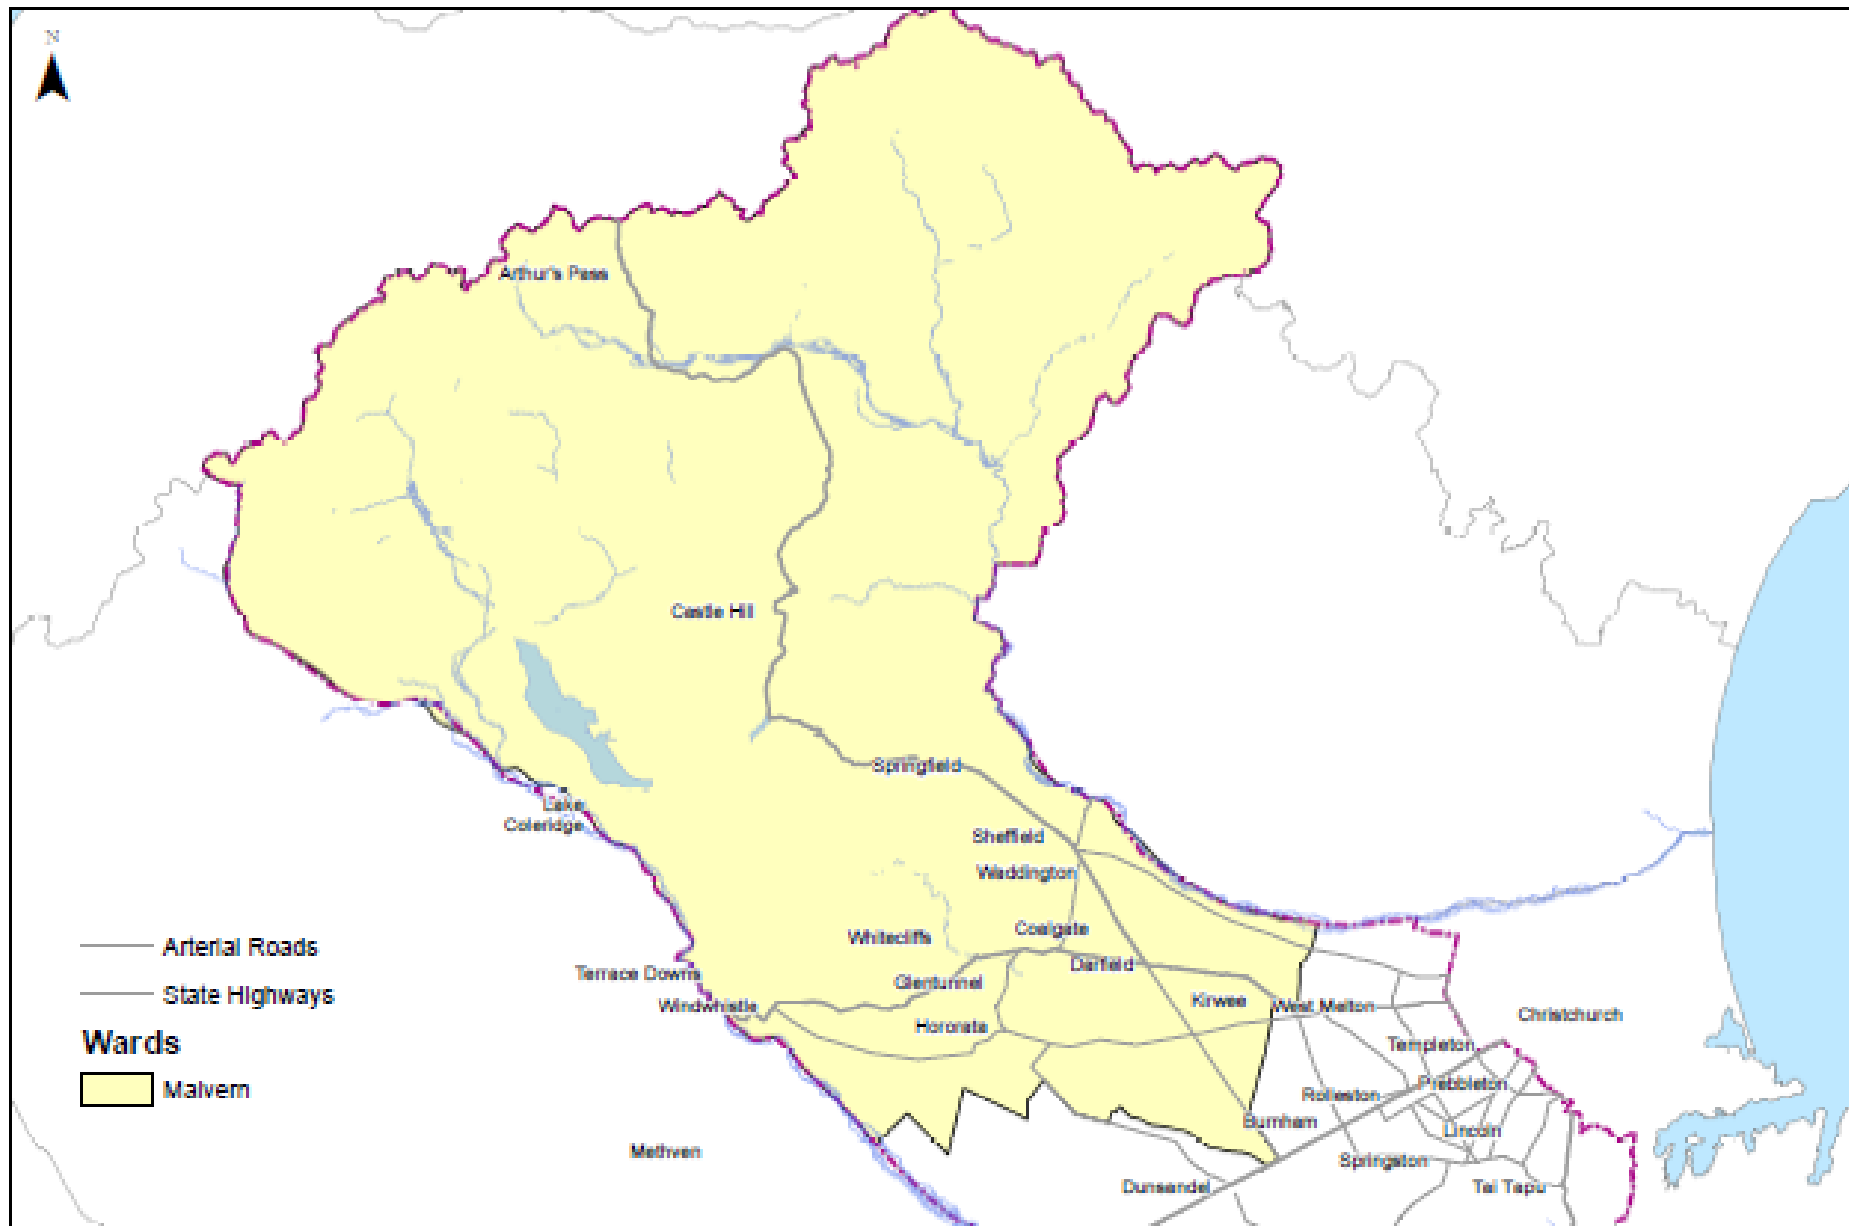 N
Arthur's Pass
Castle Hill
Springfield
Lake
Coleridge
Sheffield
Waddington
Coalgate
Whitecliffs
Arterial Roads
Darfield
Terrace Downs
Glentunnel
State Highways
Windwhistle
Kirwee
West Melton
Hororata
Christchurch
Wards
Templeton
Malvern
Prebbleton
Rolleston
Burnham
Lincoln
Methven
Springston
Dunsandel
Tai Tapu